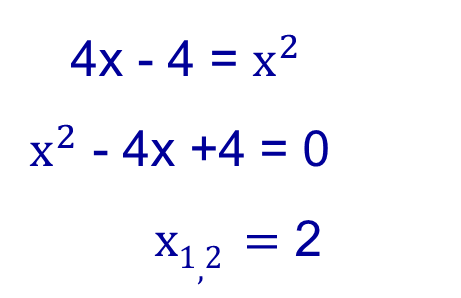 4x - 4 = x²
x² - 4x +4 = 0
x₁,₂ = 2